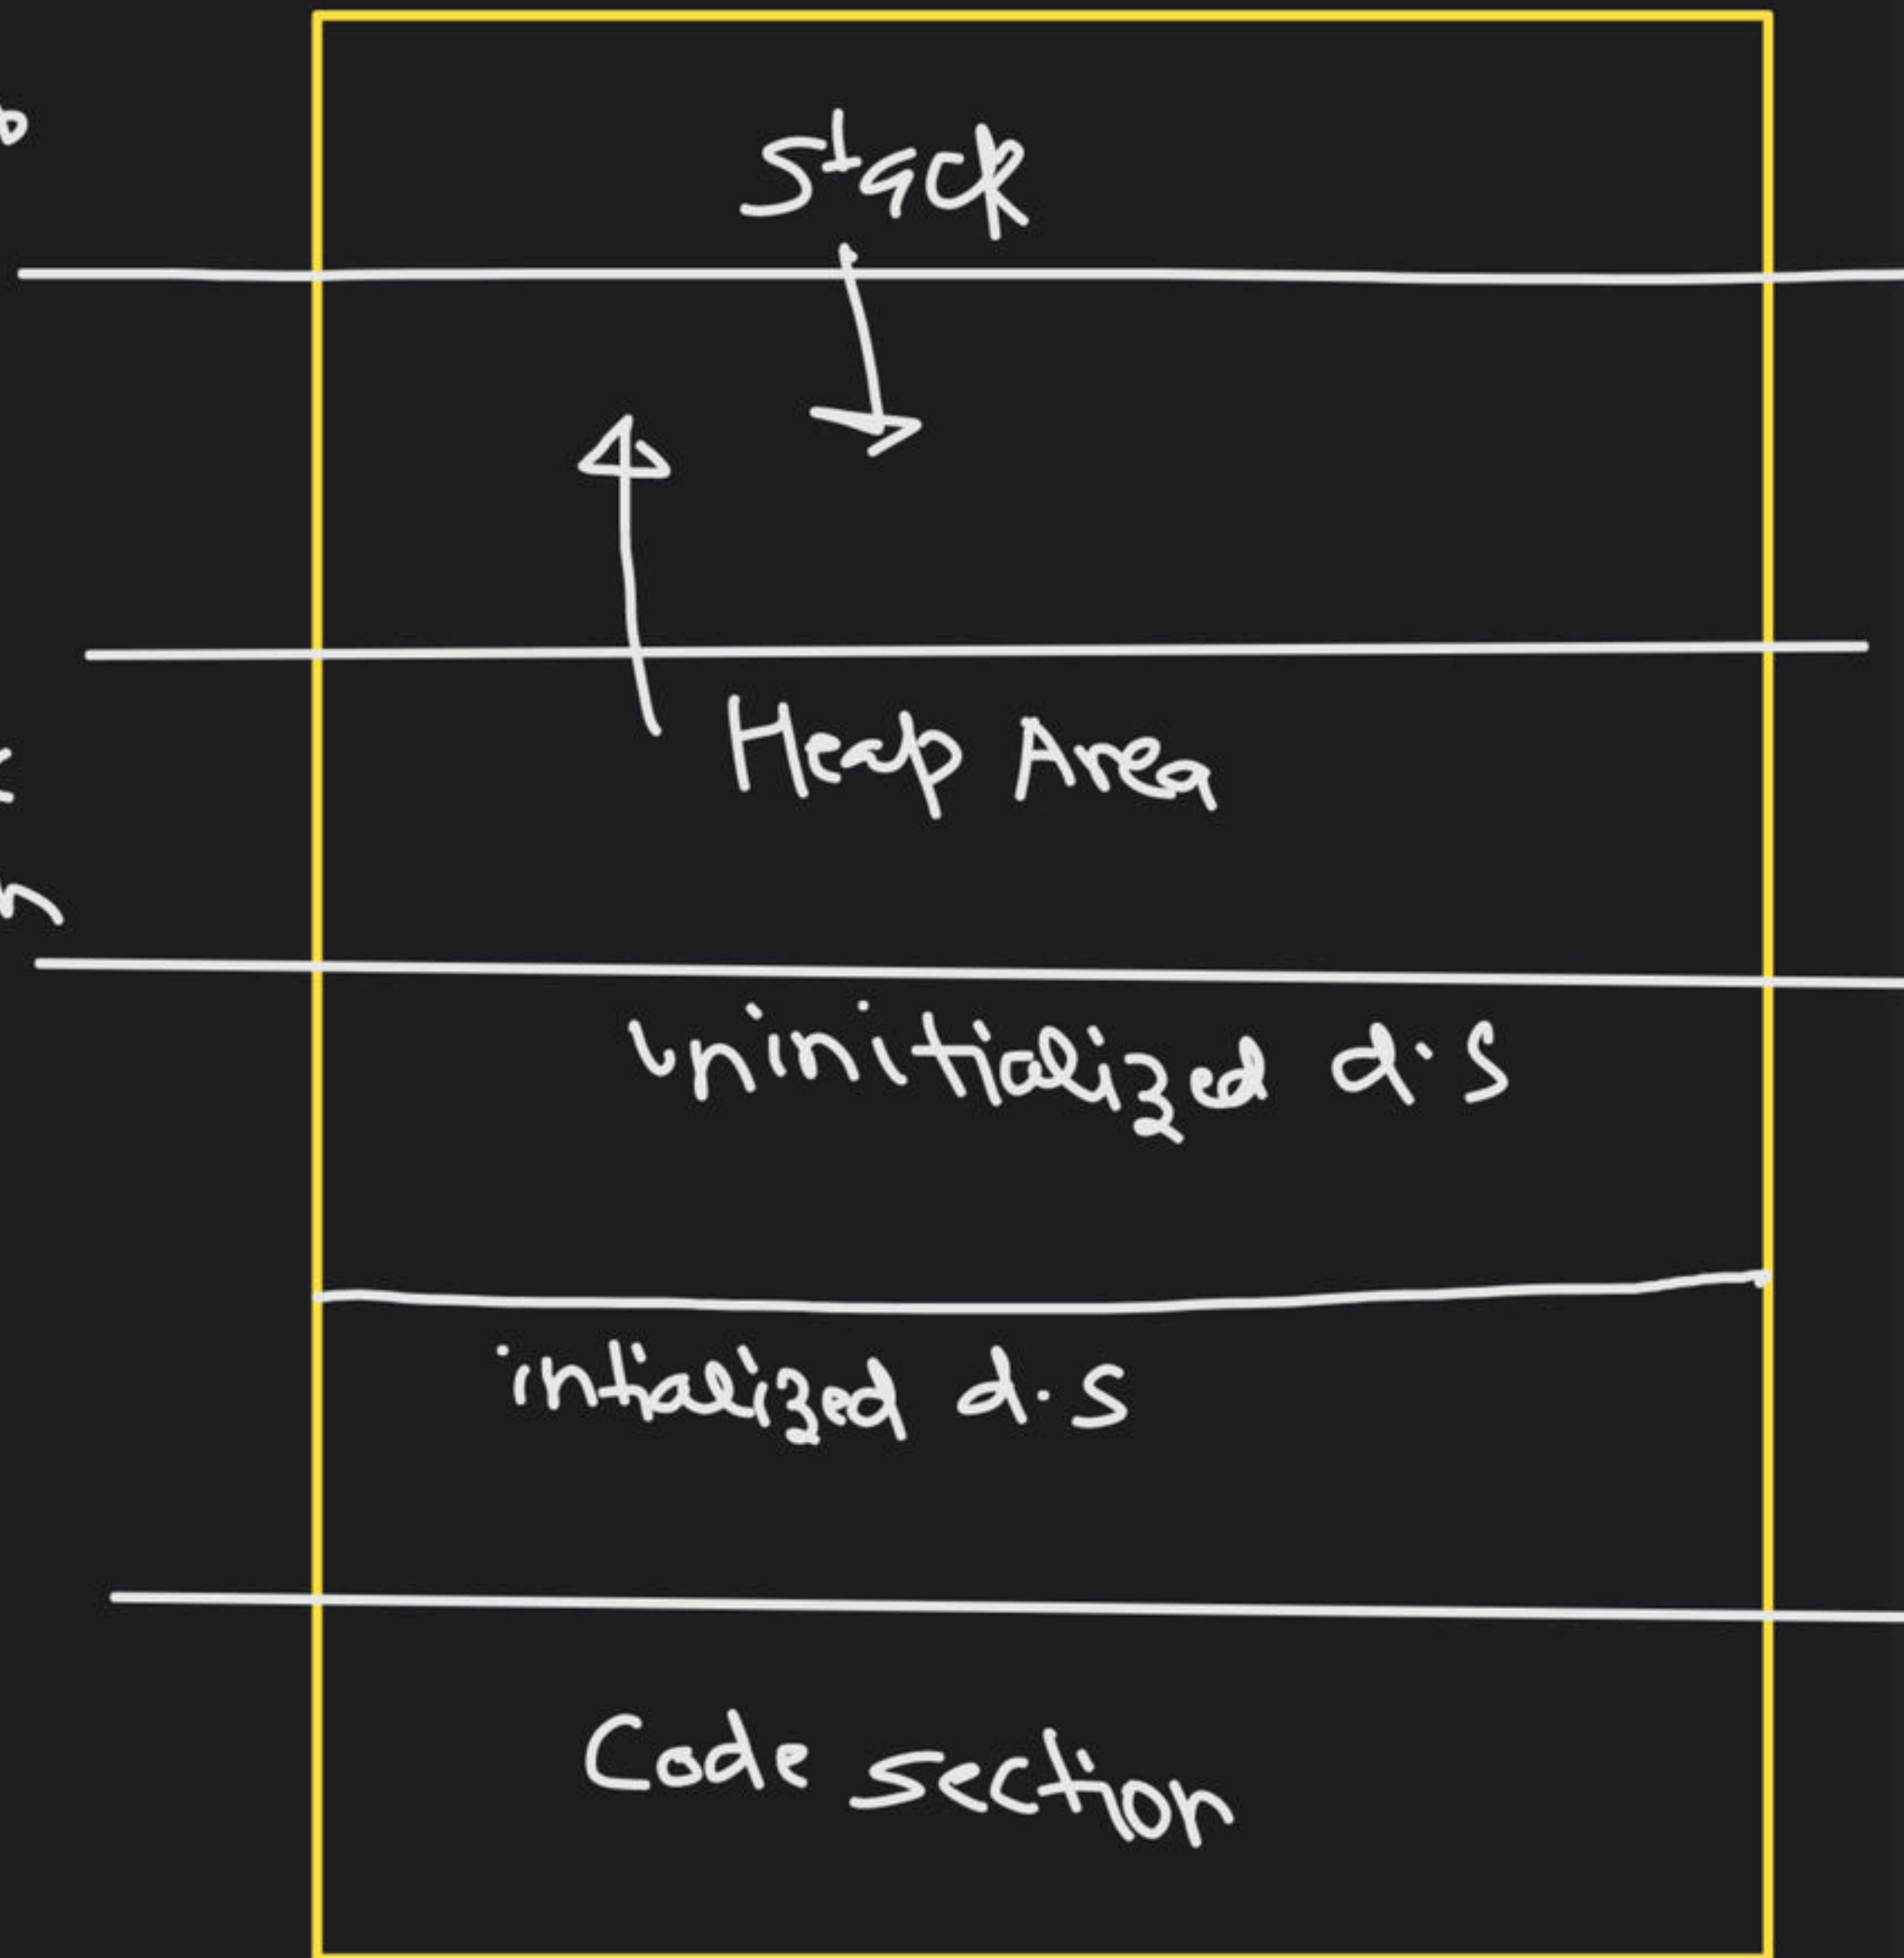 Stack
Heap Area
Uninitialized d.s
intialized d.s
Code section